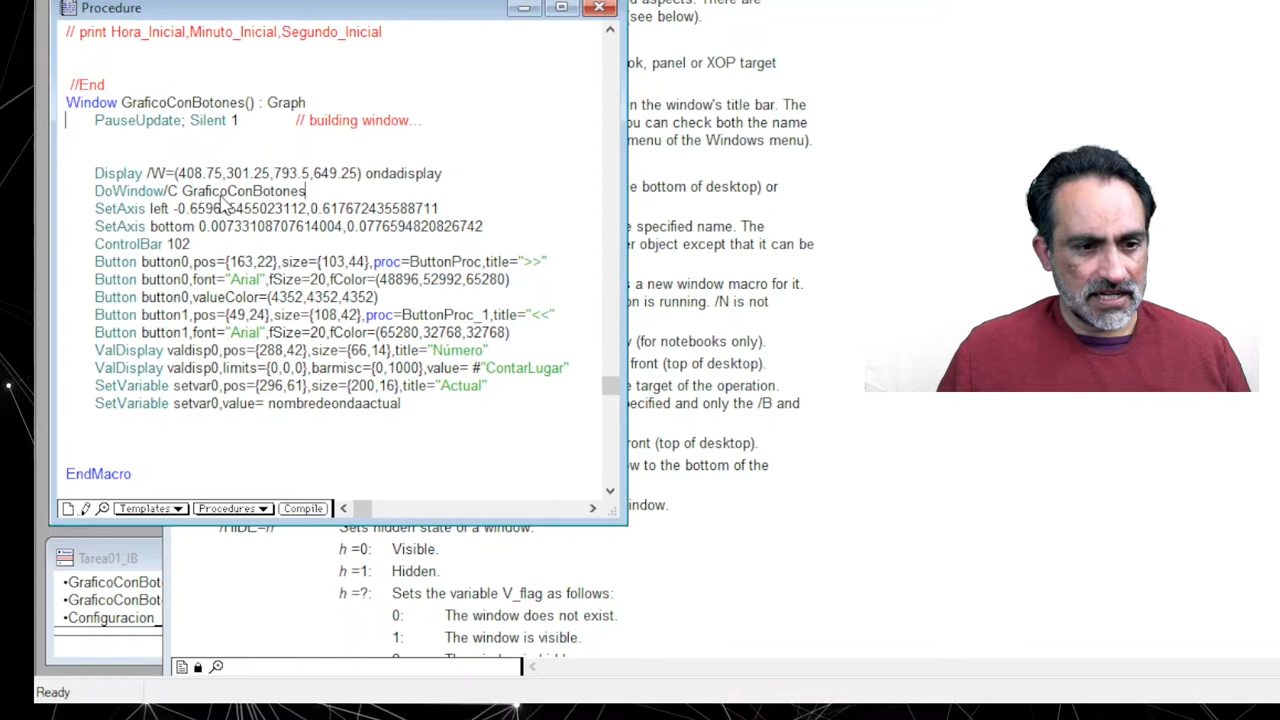 Procedure
// print Hora_Inicial,Minuto_Inicial,Segundo_Inicial
//End
Window GraficoConBotones() : Graph
PauseUpdate; Silent 1 // building window...
Display /W=(408.75,301.25,793.5,649.25) ondadisplay
DoWindow/C GraficoConBotones
SetAxis left -0.6596 5455023112,0.617672435588711
SetAxis bottom 0.00733108707614004,0.0776594820826742
ControlBar 102
Button button0,pos={163,22},size={103,44},proc=ButtonProc,title=">>"
Button button0,font="Arial",fSize=20,fColor=(48896,52992,65280)
Button button0,valueColor=(4352,4352,4352)
Button button1,pos={49,24},size={108,42},proc=ButtonProc_1,title="<<"
Button button1,font="Arial",fSize=20,fColor=(65280,32768,32768)
ValDisplay valdisp0,pos={288,42},size={66,14},title="Número"
ValDisplay valdisp0,limits={0,0,0},barmisc={0,1000},value= #"ContarLugar"
SetVariable setvar0,pos={296,61},size={200,16},title="Actual"
SetVariable setvar0,value= nombredeondaactual
EndMacro
Templates Procedures Compile
d aspects. There are
(see below).
ok, panel or XOP target
n the window's title bar. The
ou can check both the name
menu of the Windows menu).
e bottom of desktop) or
e specified name. The
er object except that it can be
s a new window macro for it.
on is running. /N is not
y (for notebooks only).
front (top of desktop).
e target of the operation.
ecified and only the /B and
ront (top of desktop).
w to the bottom of the
indow.
/HIDE=h Sets hidden state of a window.
h =0: Visible.
h =1: Hidden.
h =?: Sets the variable V_flag as follows:
0: The window does not exist.
1: The window is visible.
Tarea01_IB
•GraficoConBot
•GraficoConBo
•Configuracion_
Ready